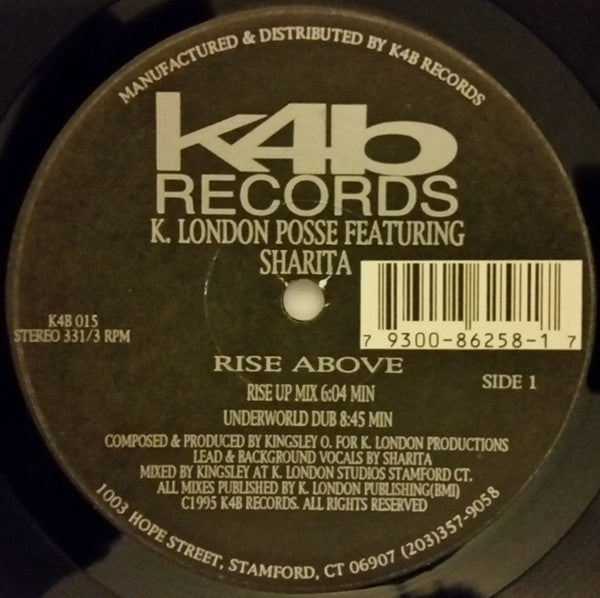 MANUFACTURED & DISTRIBUTED BY K4B RECORDS
K4b
RECORDS
K. LONDON POSSE FEATURING
SHARITA
7 9300-86258-1 7
K4B 015
STEREO 331/3 RPM
RISE ABOVE
SIDE 1
RISE UP MIX 6:04 MIN
UNDERWORLD DUB 8:45 MIN
COMPOSED & PRODUCED BY KINGSLEY O. FOR K. LONDON PRODUCTIONS
LEAD & BACKGROUND VOCALS BY SHARITA
MIXED BY KINGSLEY AT K. LONDON STUDIOS STAMFORD CT.
ALL MIXES PUBLISHED BY K. LONDON PUBLISHING(BMI)
C1995 K4B RECORDS. ALL RIGHTS RESERVED
1003 HOPE STREET, STAMFORD, CT 06907 (203)357-9058